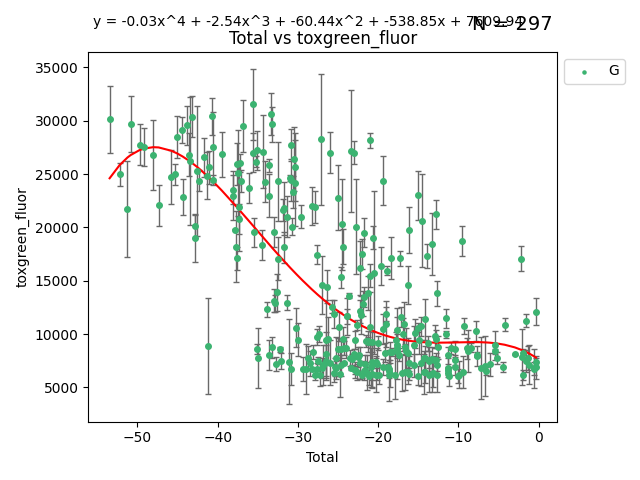 y = -0.03x^4 + -2.54x^3 + -60.44x^2 + -538.85x + 7609.94
N = 297
Total vs toxgreen_fluor
G
35000
30000
25000
20000
15000
10000
5000
toxgreen_fluor
−50
−40
−30
−20
−10
0
Total